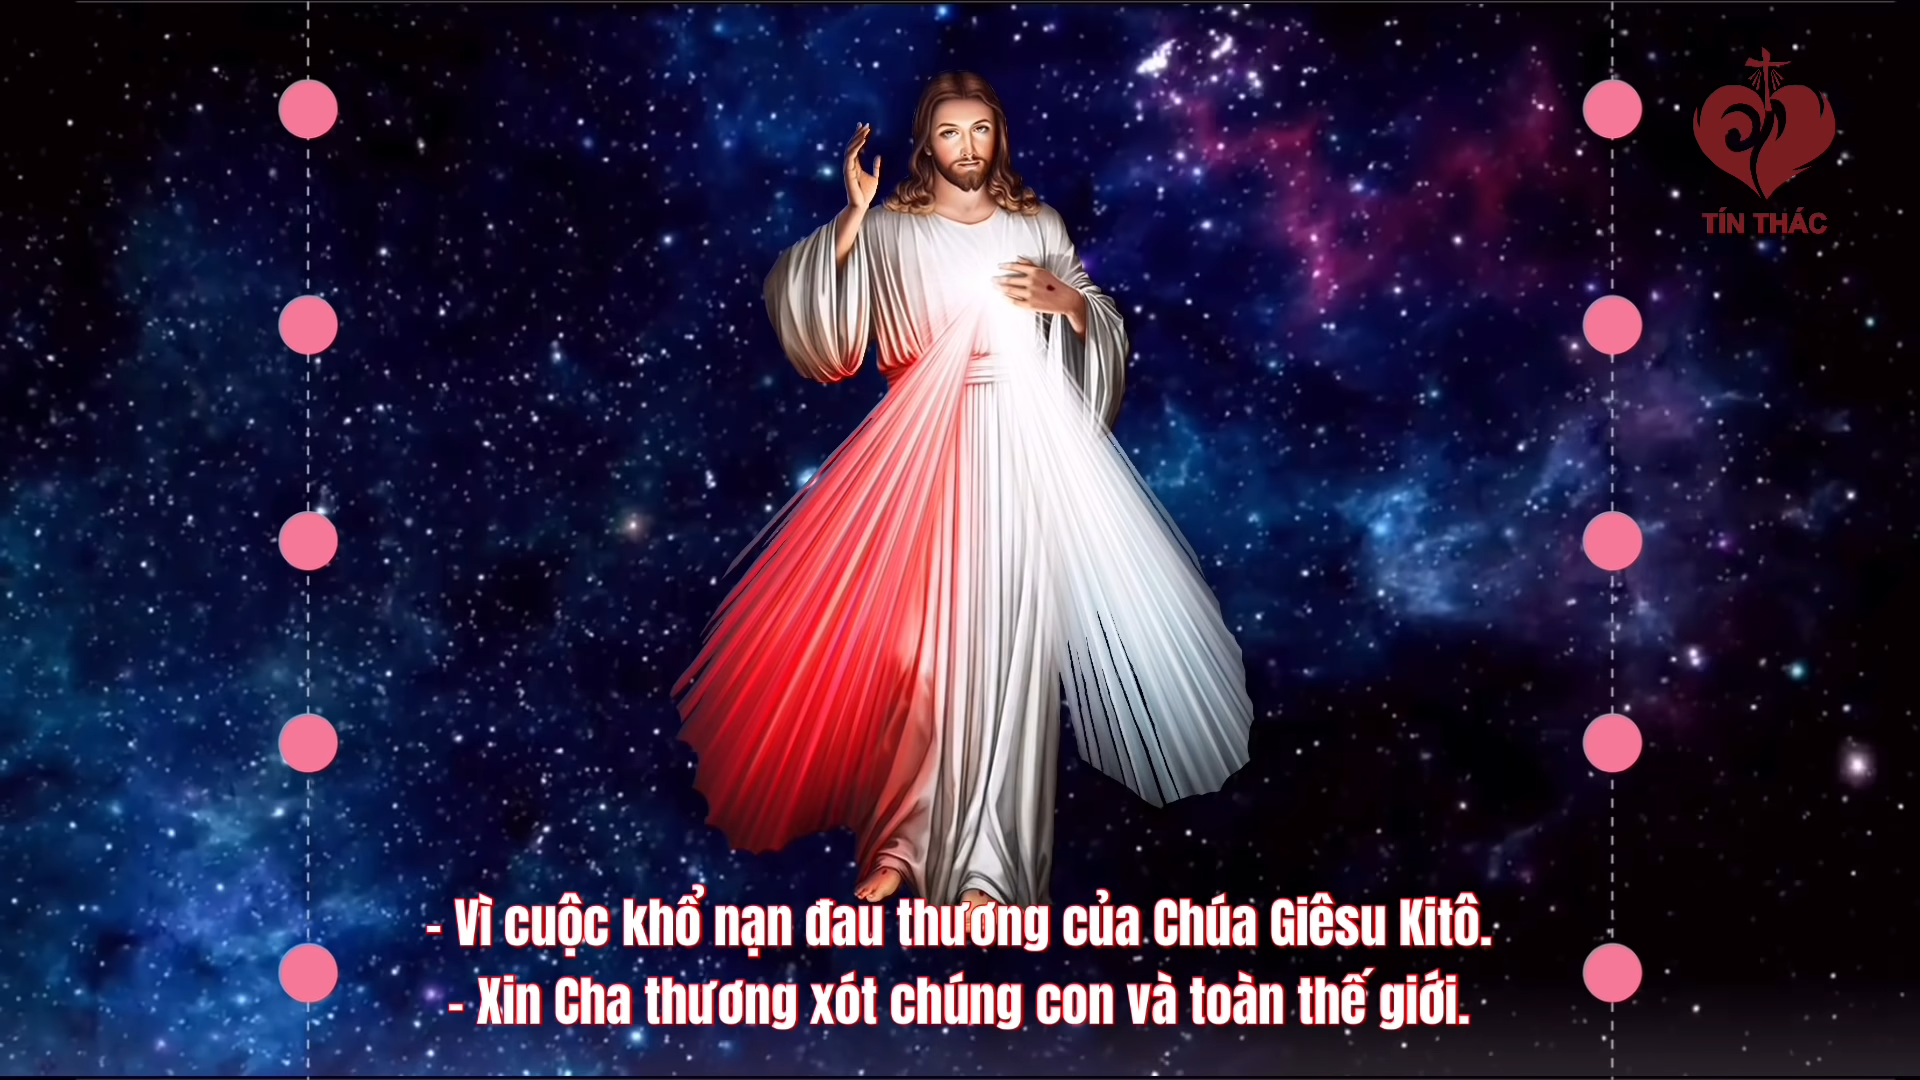 TÍN THÁC
- Vì cuộc khổ nạn đau thương của Chúa Giêsu Kitô.
- Xin Cha thương xót chúng con và toàn thế giới.